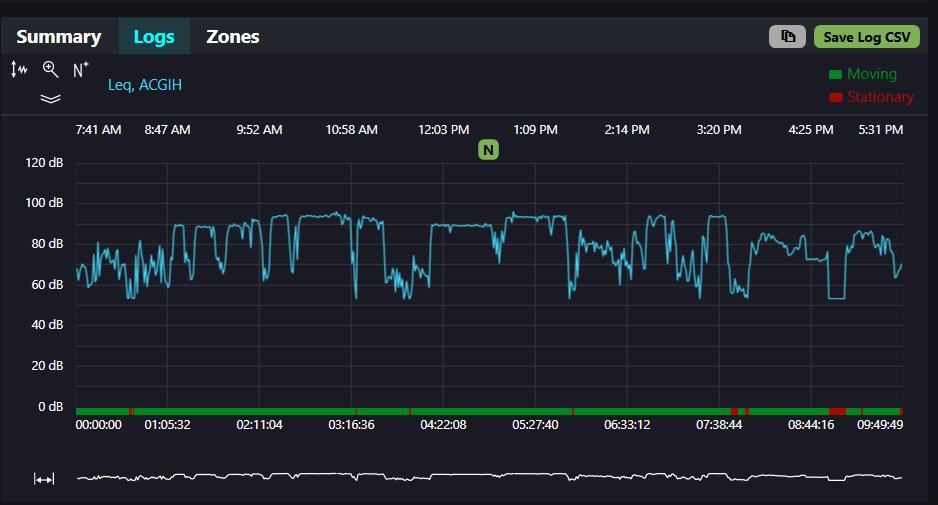 Summary Logs Zones Save Log CSV
N+
Leq, ACGIH
Moving
Stationary
7:41 AM 8:47 AM 9:52 AM 10:58 AM 12:03 PM 1:09 PM 2:14 PM 3:20 PM 4:25 PM 5:31 PM
N
120 dB
100 dB
80 dB
60 dB
40 dB
20 dB
0 dB
00:00:00 01:05:32 02:11:04 03:16:36 04:22:08 05:27:40 06:33:12 07:38:44 08:44:16 09:49:49